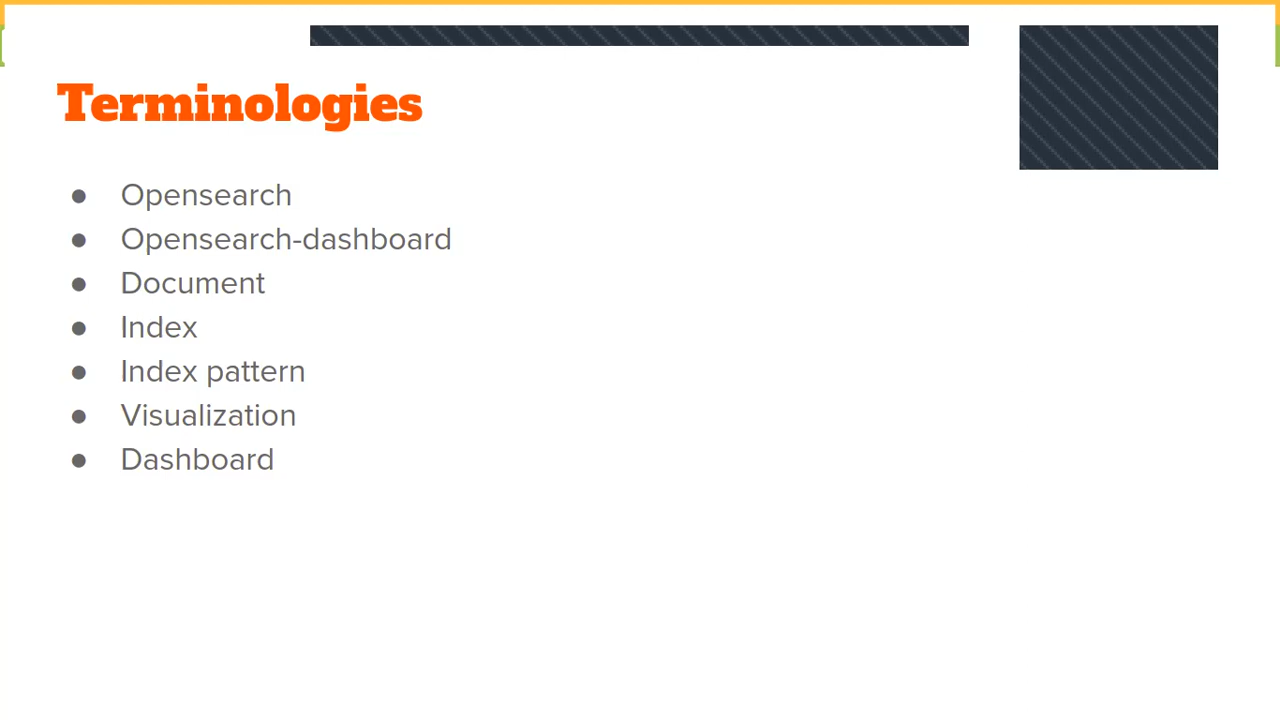 Terminologies
● Opensearch
● Opensearch-dashboard
● Document
● Index
● Index pattern
● Visualization
● Dashboard